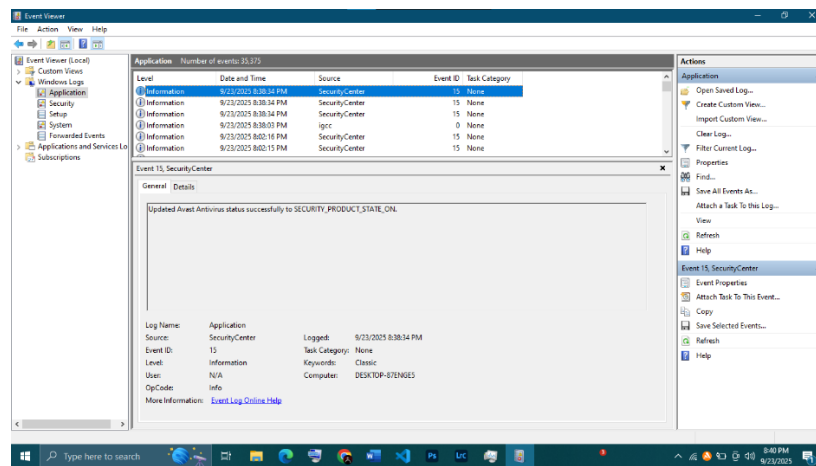 Event Viewer
File Action View Help
Event Viewer (Local)
Custom Views
Windows Logs
Application
Security
Setup
System
Forwarded Events
Applications and Services Lo
Subscriptions
Application Number of events: 35,375
Level Date and Time Source Event ID Task Category
Information 9/23/2025 8:38:34 PM SecurityCenter 15 None
Information 9/23/2025 8:38:34 PM SecurityCenter 15 None
Information 9/23/2025 8:38:34 PM SecurityCenter 15 None
Information 9/23/2025 8:38:03 PM igcc 0 None
Information 9/23/2025 8:02:16 PM SecurityCenter 15 None
Information 9/23/2025 8:02:15 PM SecurityCenter 15 None
Event 15, SecurityCenter
General Details
Updated Avast Antivirus status successfully to SECURITY_PRODUCT_STATE_ON.
Log Name: Application
Source: SecurityCenter Logged: 9/23/2025 8:38:34 PM
Event ID: 15 Task Category: None
Level: Information Keywords: Classic
User: N/A Computer: DESKTOP-87ENGE5
OpCode: Info
More Information: Event Log Online Help
Actions
Application
Open Saved Log...
Create Custom View...
Import Custom View...
Clear Log...
Filter Current Log...
Properties
Find...
Save All Events As...
Attach a Task To this Log...
View
Refresh
Help
Event 15, SecurityCenter
Event Properties
Attach Task To This Event...
Copy
Save Selected Events...
Refresh
Help
Type here to search
Ps
Lrc
8:40 PM
9/23/2025